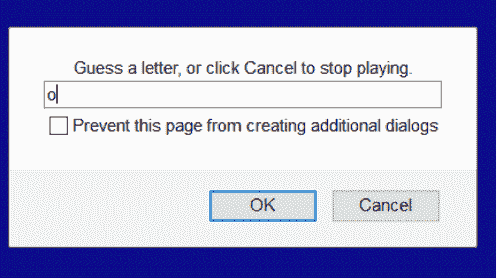 Guess a letter, or click Cancel to stop playing.
o
Prevent this page from creating additional dialogs
OK
Cancel